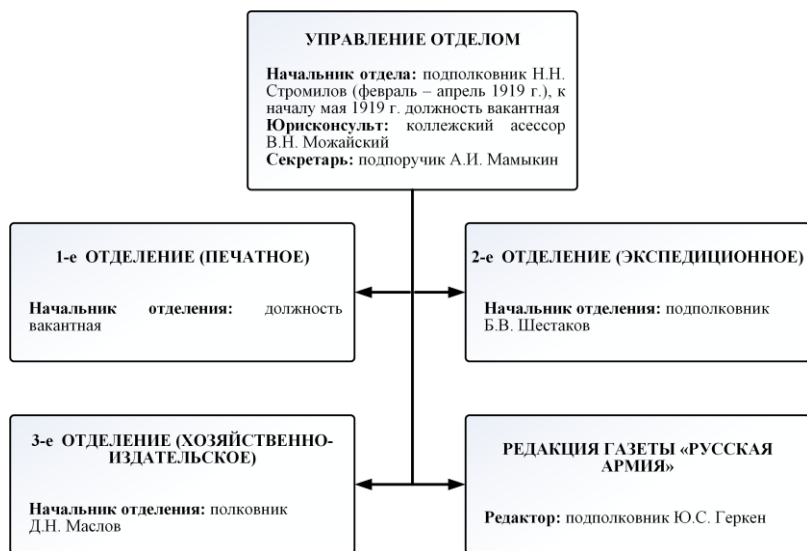 УПРАВЛЕНИЕ ОТДЕЛОМ
Начальник отдела: подполковник Н.Н.
Стромилов (февраль – апрель 1919 г.), к
началу мая 1919 г. должность вакантная
Юрисконсульт: коллежский асессор
В.Н. Можайский
Секретарь: подпоручик А.И. Мамыкин
1-е ОТДЕЛЕНИЕ (ПЕЧАТНОЕ)
Начальник отделения: должность
вакантная
2-е ОТДЕЛЕНИЕ (ЭКСПЕДИЦИОННОЕ)
Начальник отделения: подполковник
Б.В. Шестаков
3-е ОТДЕЛЕНИЕ (ХОЗЯЙСТВЕННО-
ИЗДАТЕЛЬСКОЕ)
Начальник отделения: полковник
Д.Н. Маслов
РЕДАКЦИЯ ГАЗЕТЫ «РУССКАЯ
АРМИЯ»
Редактор: подполковник Ю.С. Геркен